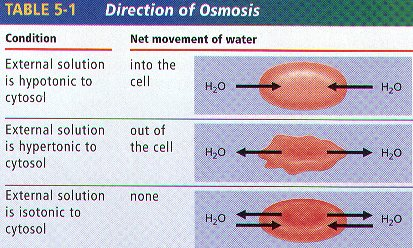 TABLE 5-1 Direction of Osmosis
Condition Net movement of water
External solution into the
is hypotonic to cell
cytosol
H₂O H₂O
External solution out of
is hypertonic to the cell
cytosol
H₂O H₂O
External solution none
is isotonic to
cytosol
H₂O H₂O